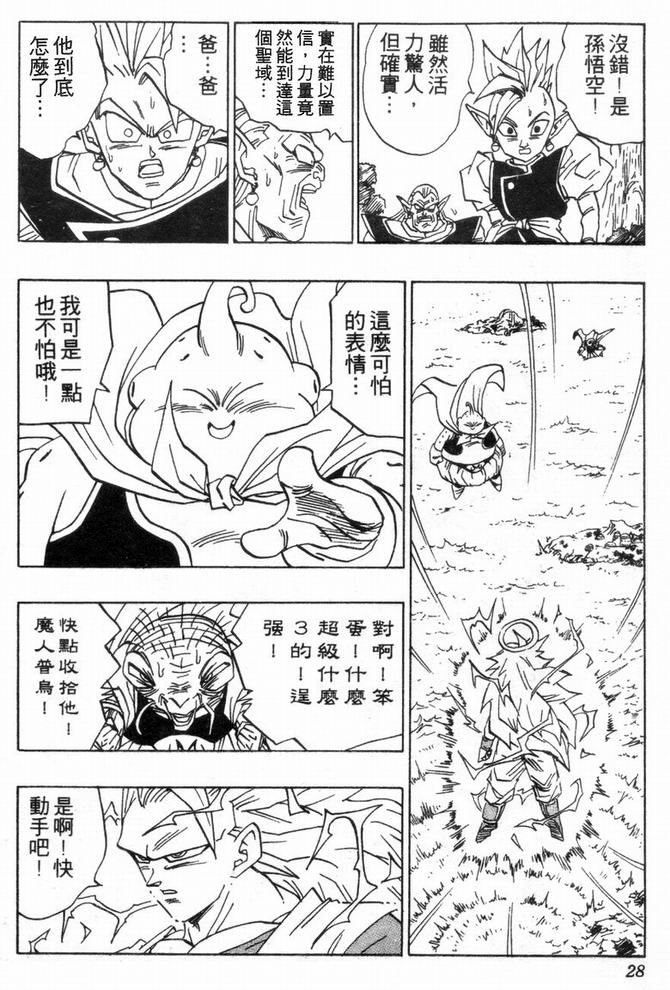 沒錯！是
孫悟空！
雖然活
力驚人，
但確實…
實在難以置
信，力量竟
然能到達這
個聖域…
爸…爸
…
他到底
怎麼了…
這麼可怕
的表情…
我可是一點
也不怕哦！
對啊！笨
蛋！什麼
超級什麼
3的！逞
强！
快點收拾他！
魔人普烏！
是啊！快
動手吧！
28